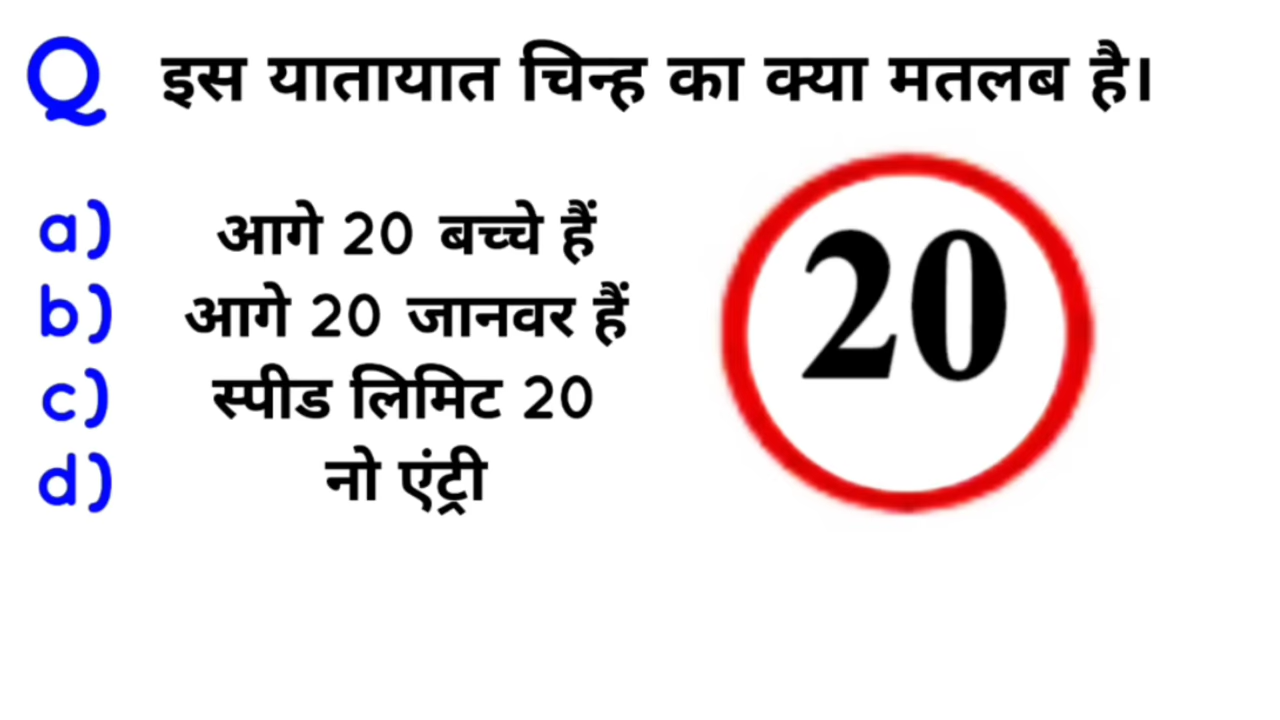 Q इस यातायात चिन्ह का क्या मतलब है।
a) आगे 20 बच्चे हैं
b) आगे 20 जानवर हैं
c) स्पीड लिमिट 20
d) नो एंट्री
20